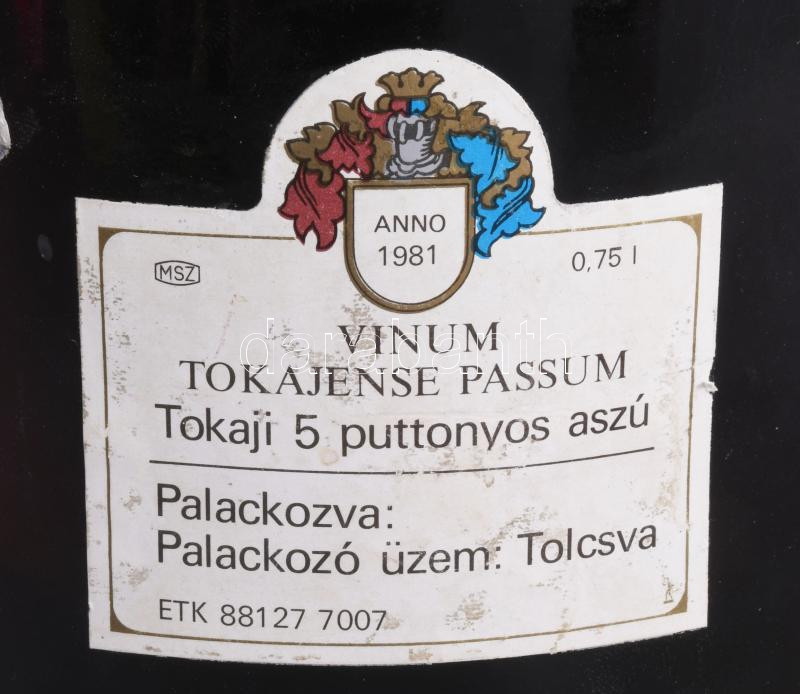 ANNO
1981
MSZ
0,75 l
VINUM
TOKAJENSE PASSUM
darabanth
Tokaji 5 puttonyos aszú
Palackozva:
Palackozó üzem: Tolcsva
ETK 88127 7007